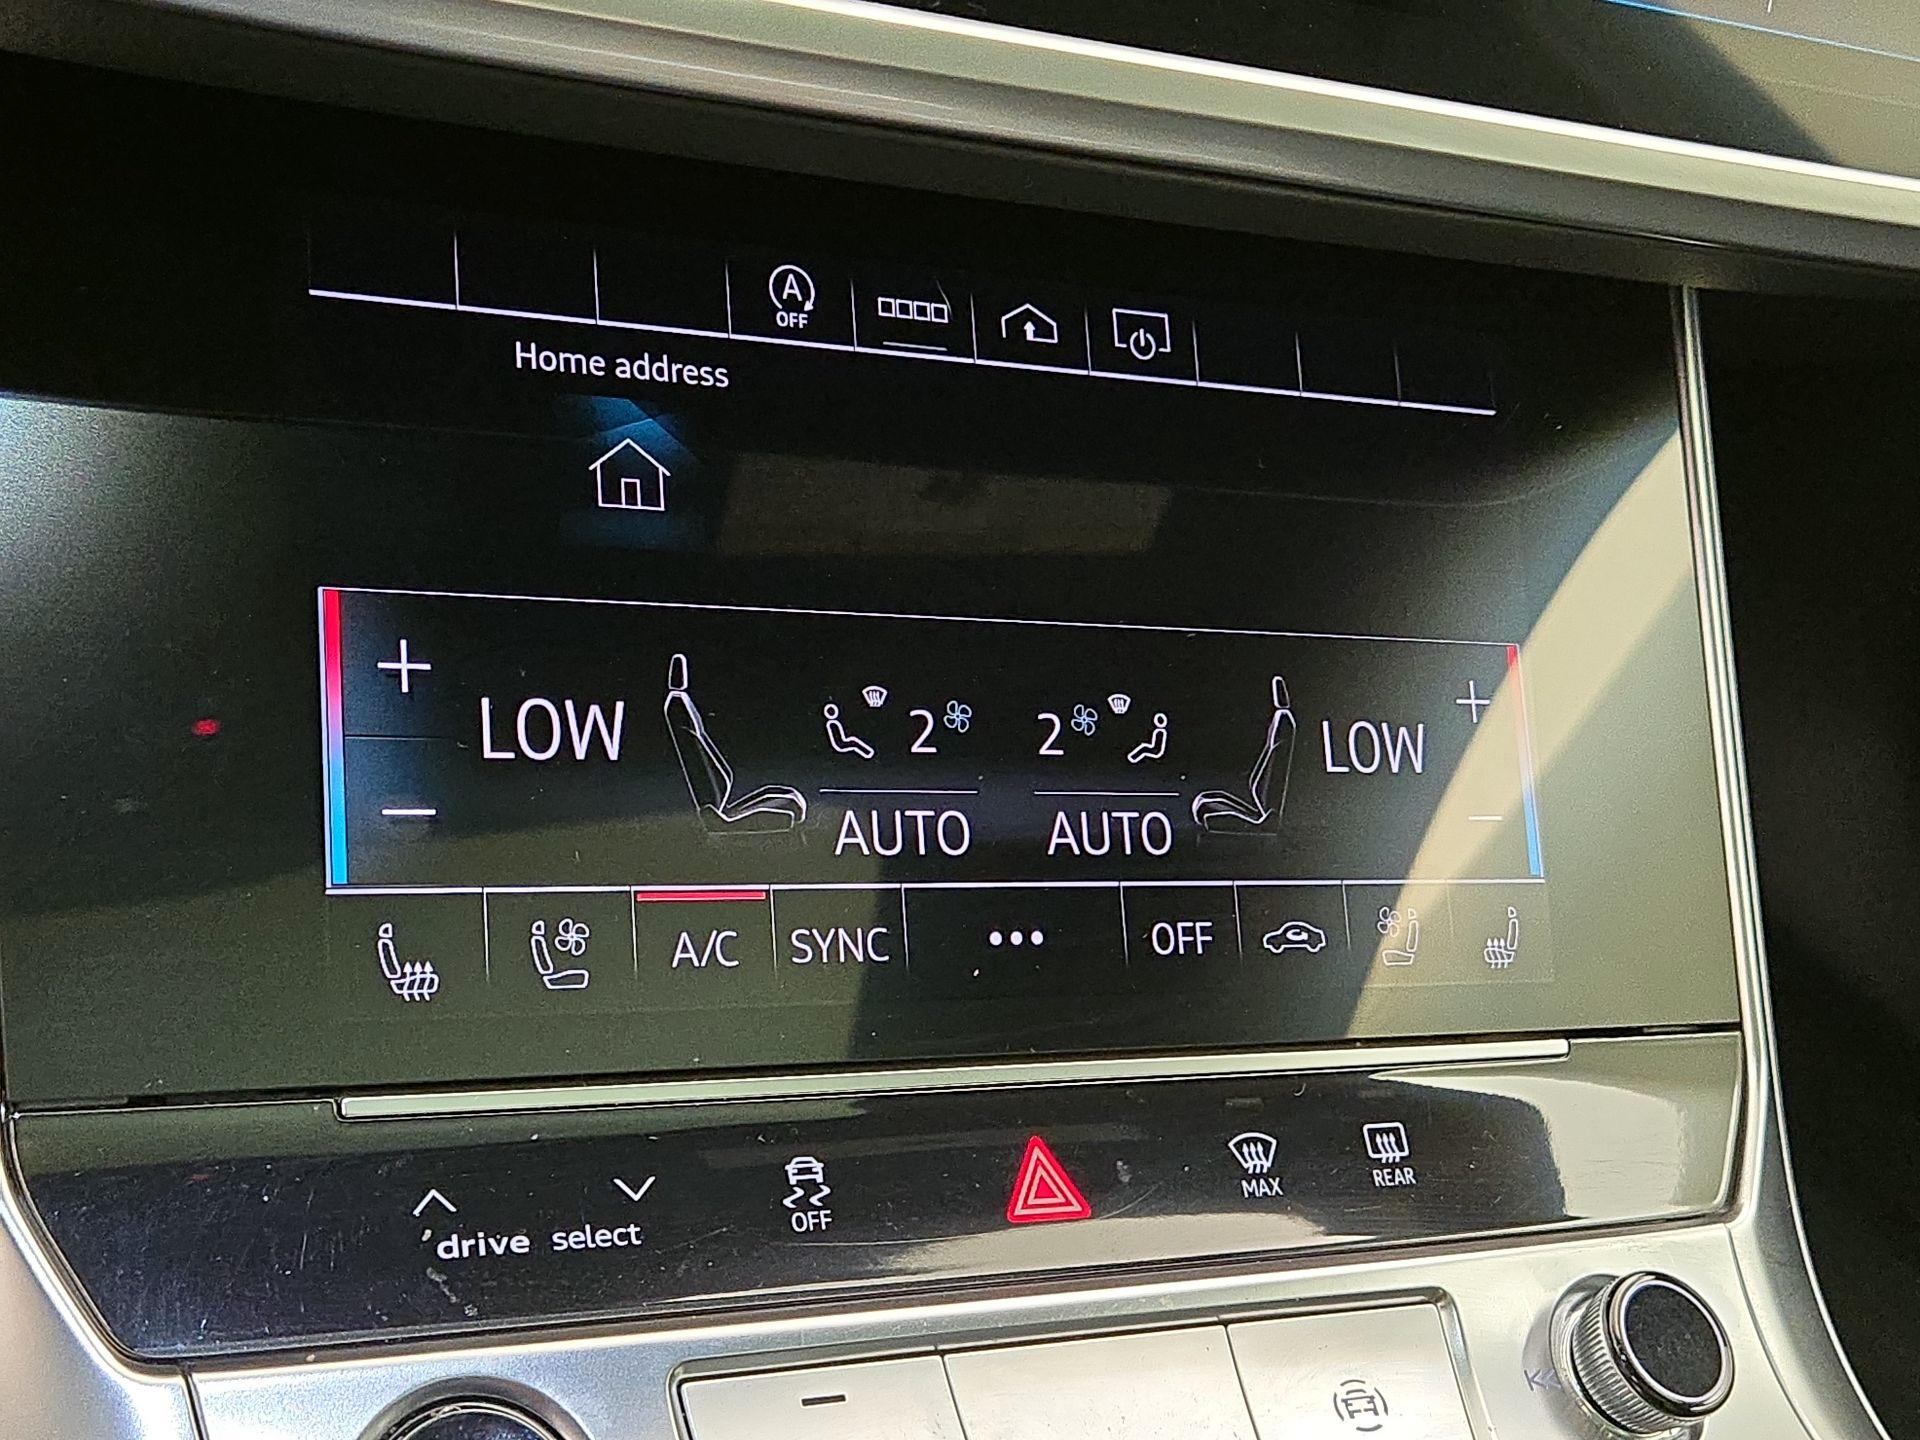 A
OFF
Home address
LOW 2 2 LOW
AUTO AUTO
A/C SYNC ••• OFF
MAX REAR
drive select OFF